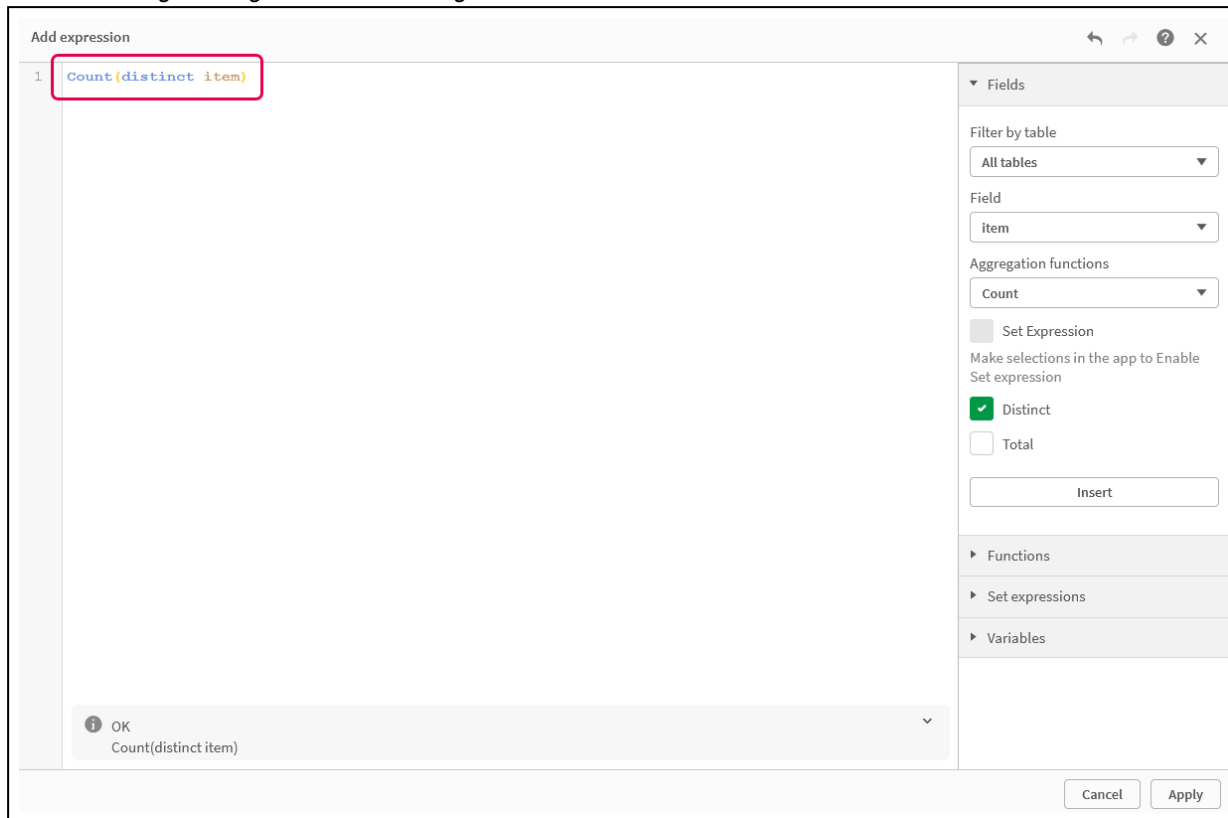 Add expression
1 Count(distinct item)
Fields
Filter by table
All tables
Field
item
Aggregation functions
Count
Set Expression
Make selections in the app to Enable
Set expression
Distinct
Total
Insert
Functions
Set expressions
Variables
OK
Count(distinct item)
Cancel Apply